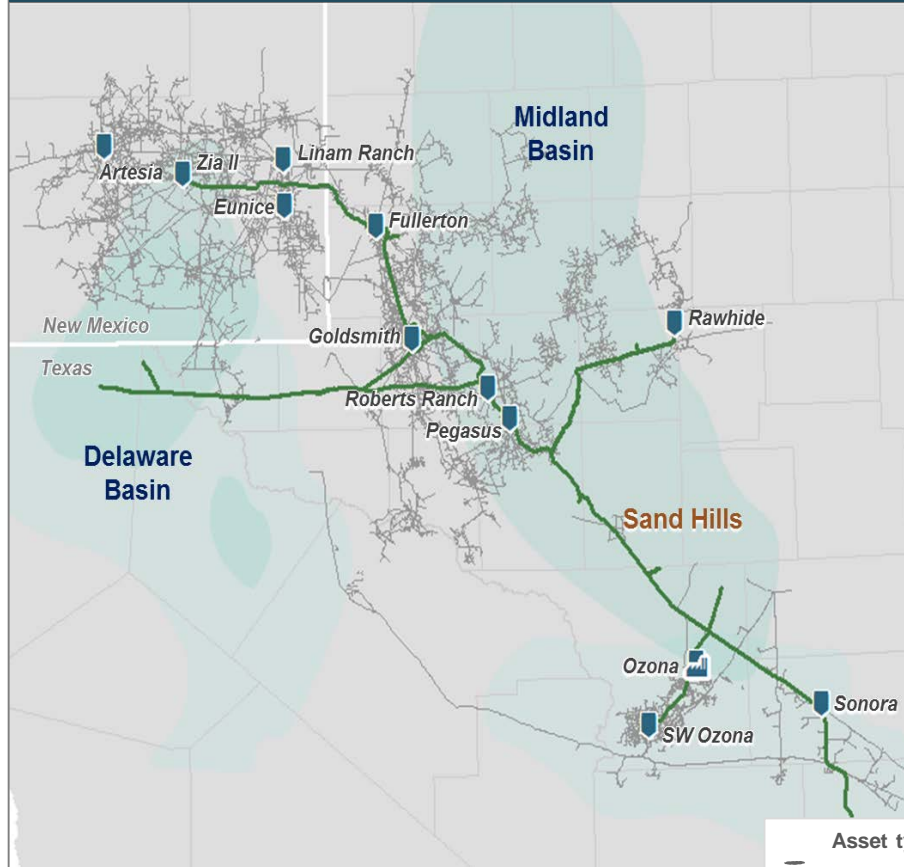 Midland
Basin
Linam Ranch
Zia II
Artesia
Eunice
Fullerton
New Mexico
Texas
Goldsmith
Rawhide
Roberts Ranch
Pegasus
Delaware
Basin
Sand Hills
Ozona
SW Ozona
Sonora
Asset